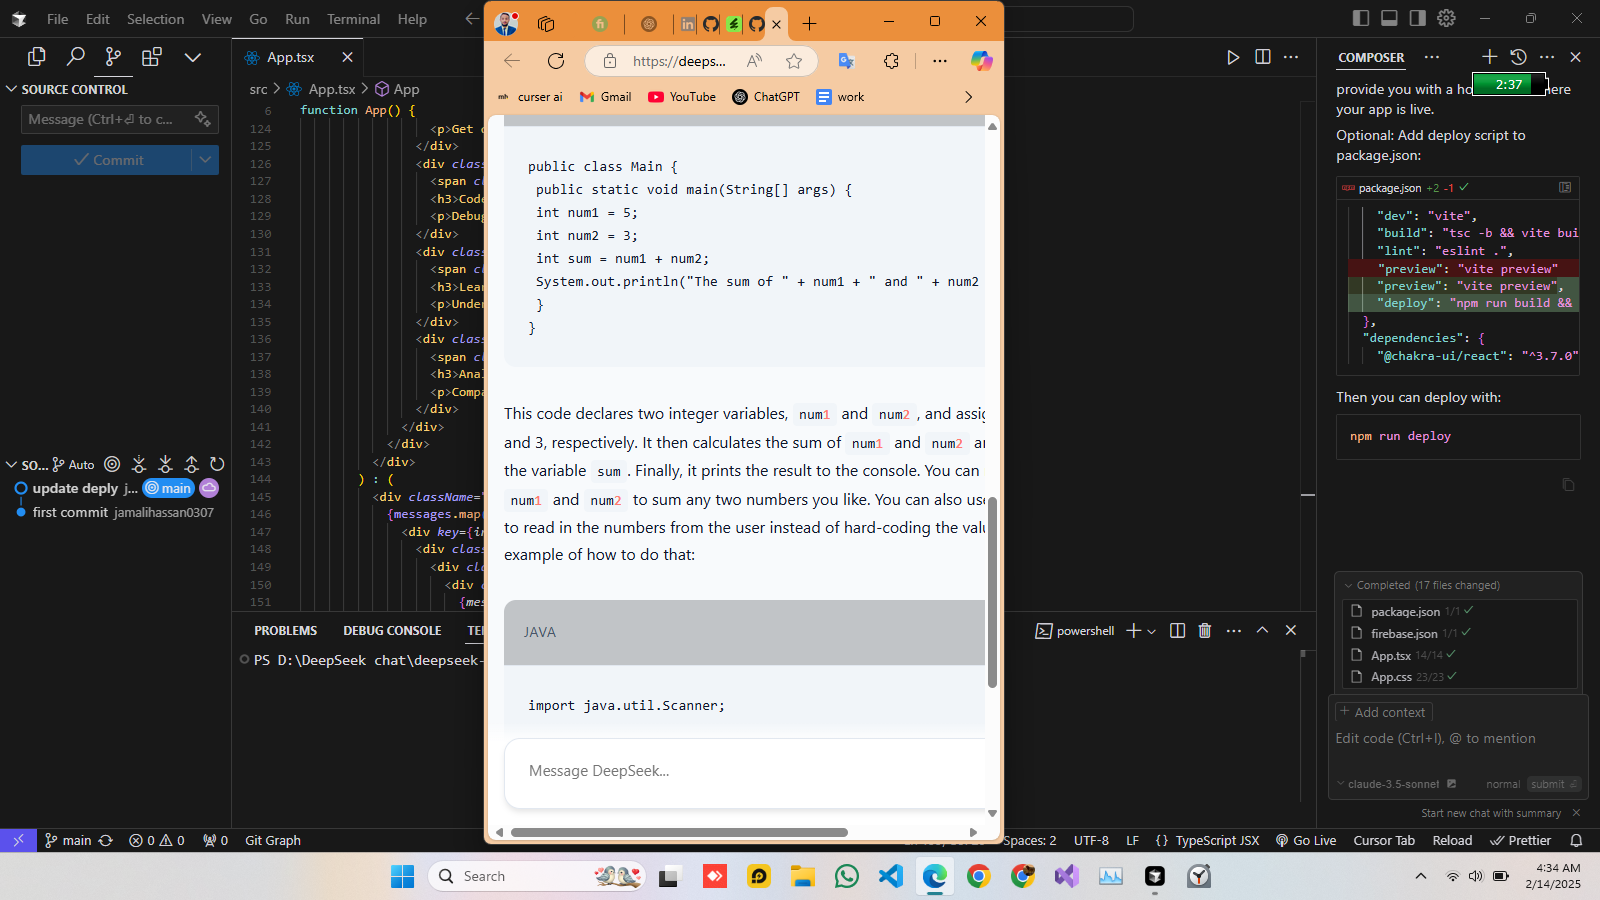 File Edit Selection View Go Run Terminal Help
SOURCE CONTROL
Message (Ctrl+⏎ to c...
Commit
SO... Auto
update deply j... main
first commit jamalihassan0307
App.tsx
src > App.tsx > App
6 function App() {
124 <p>Get
125 </div>
126 <div clas
127 <span
128 <h3>Code
129 <p>Debug
130 </div>
131 <div clas
132 <span
133 <h3>Lear
134 <p>Under
135 </div>
136 <div clas
137 <span
138 <h3>Anal
139 <p>Compa
140 </div>
141 </div>
142 </div>
143 </div>
144 ) : (
145 <div className="
146 {messages.map(
147 <div key={in
148 <div clas
149 <div cla
150 <div c
151 {mes
PROBLEMS DEBUG CONSOLE TE
powershell
PS D:\DeepSeek chat\deepseek-
https://deeps...
curser ai Gmail YouTube ChatGPT work
public class Main {
public static void main(String[] args) {
int num1 = 5;
int num2 = 3;
int sum = num1 + num2;
System.out.println("The sum of " + num1 + " and " + num2
}
}
This code declares two integer variables, num1 and num2, and assig
and 3, respectively. It then calculates the sum of num1 and num2 an
the variable sum. Finally, it prints the result to the console. You can
num1 and num2 to sum any two numbers you like. You can also use
to read in the numbers from the user instead of hard-coding the valu
example of how to do that:
JAVA
import java.util.Scanner;
Message DeepSeek...
COMPOSER
2:37
provide you with a ho here
your app is live.
Optional: Add deploy script to
package.json:
package.json +2 -1
"dev": "vite",
"build": "tsc -b && vite bui
"lint": "eslint .",
"preview": "vite preview"
"preview": "vite preview",
"deploy": "npm run build &&
},
"dependencies": {
"@chakra-ui/react": "^3.7.0"
Then you can deploy with:
npm run deploy
Completed (17 files changed)
package.json 1/1
firebase.json 1/1
App.tsx 14/14
App.css 23/23
+ Add context
Edit code (Ctrl+I), @ to mention
claude-3.5-sonnet normal submit
Start new chat with summary
main 0 0 0 Git Graph
Spaces: 2 UTF-8 LF { } TypeScript JSX Go Live Cursor Tab Reload Prettier
Search
4:34 AM
2/14/2025